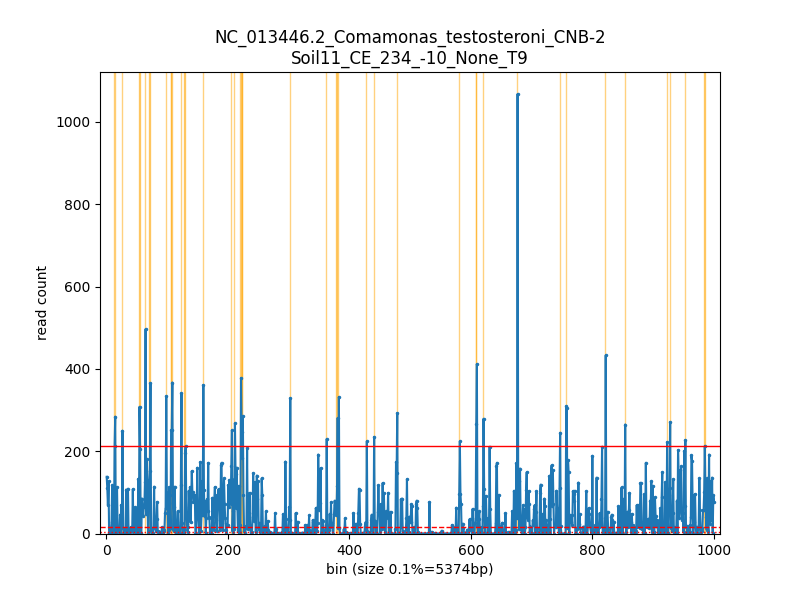 NC_013446.2_Comamonas_testosteroni_CNB-2
Soil11_CE_234_-10_None_T9
read count
1000
800
600
400
200
0
0 200 400 600 800 1000
bin (size 0.1%=5374bp)